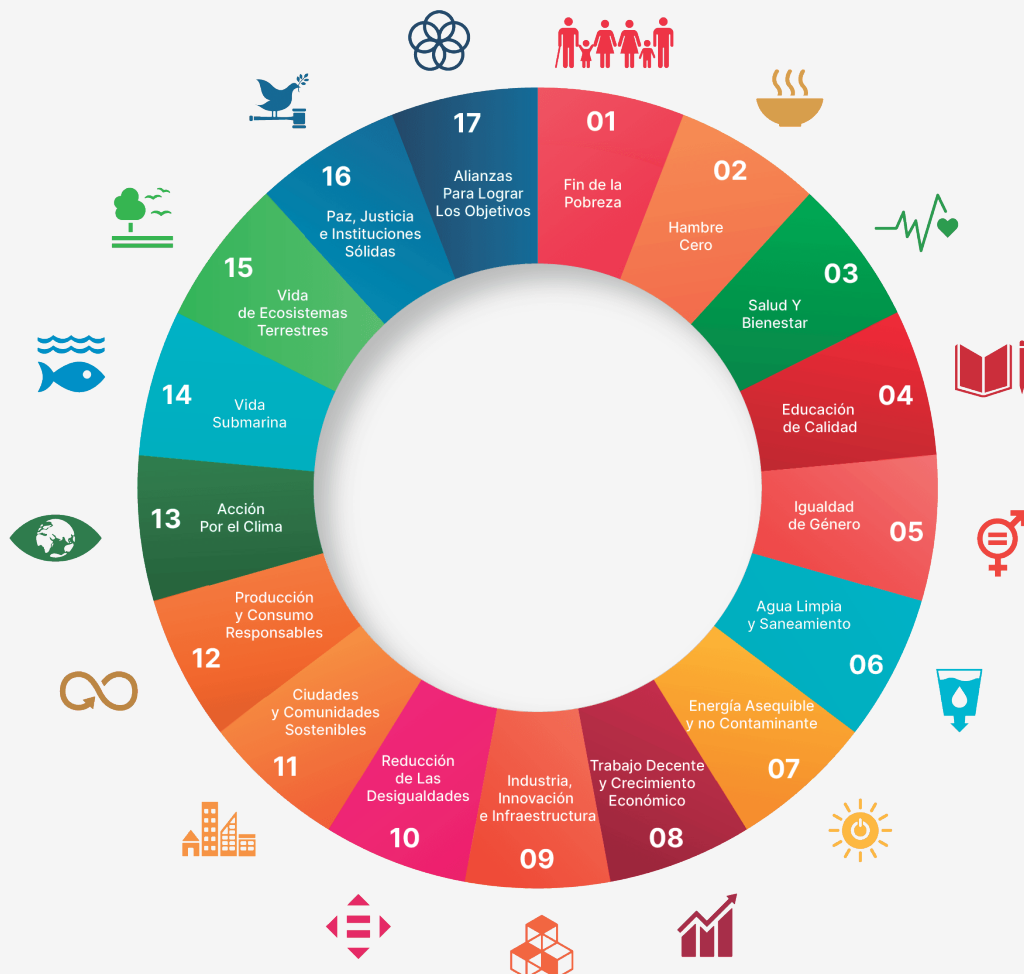 01
Fin de la
Pobreza
02
Hambre
Cero
03
Salud Y
Bienestar
04
Educación
de Calidad
05
Igualdad
de Género
06
Agua Limpia
y Saneamiento
07
Energía Asequible
y no Contaminante
08
Trabajo Decente
y Crecimiento
Económico
09
Industria,
Innovación
e Infraestructura
10
Reducción
de Las
Desigualdades
11
Ciudades
y Comunidades
Sostenibles
12
Producción
y Consumo
Responsables
13
Acción
Por el Clima
14
Vida
Submarina
15
Vida
de Ecosistemas
Terrestres
16
Paz, Justicia
e Instituciones
Sólidas
17
Alianzas
Para Lograr
Los Objetivos